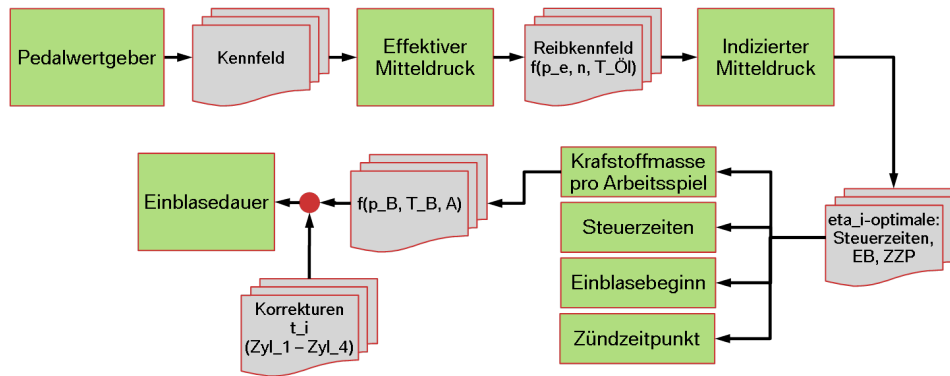 Pedalwertgeber
Kennfeld
Effektiver
Mitteldruck
Reibkennfeld
f(p_e, n, T_Öl)
Indizierter
Mitteldruck
eta_i-optimale:
Steuerzeiten,
EB, ZZP
Krafstoffmasse
pro Arbeitsspiel
Steuerzeiten
Einblasebeginn
Zündzeitpunkt
f(p_B, T_B, A)
Einblasedauer
Korrekturen
t_i
(Zyl_1 – Zyl_4)